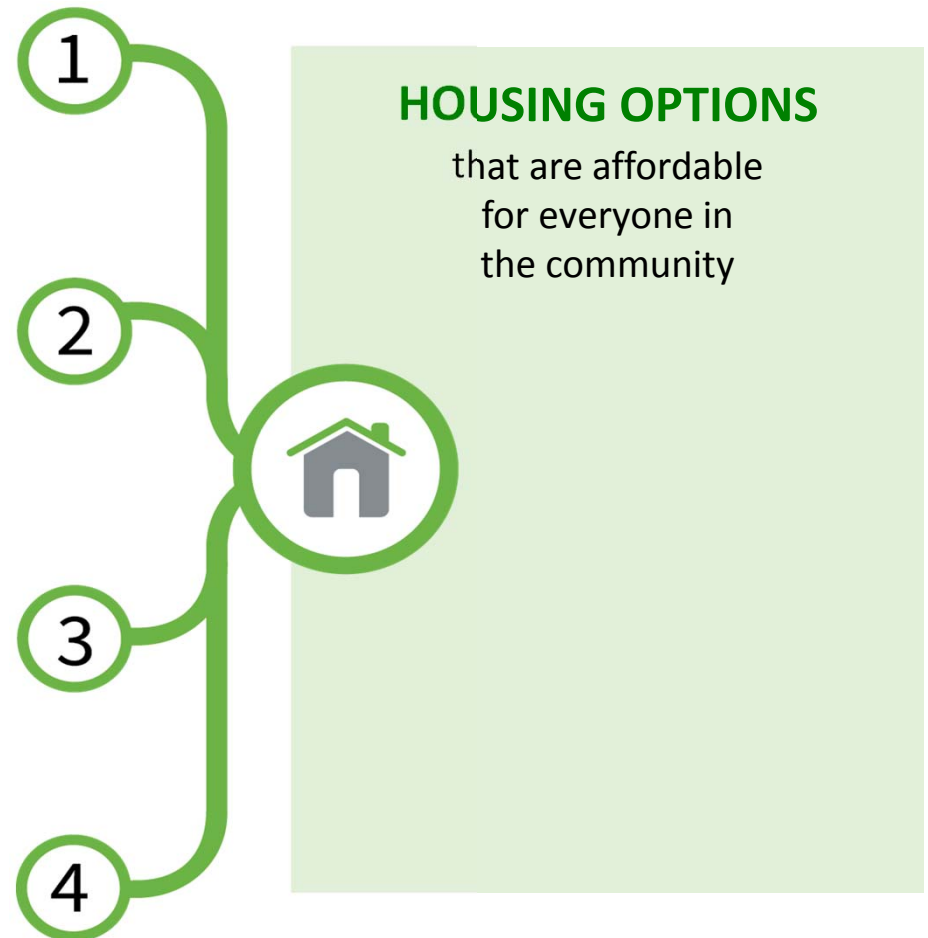 1
HOUSING OPTIONS
that are affordable
for everyone in
the community
2
3
4